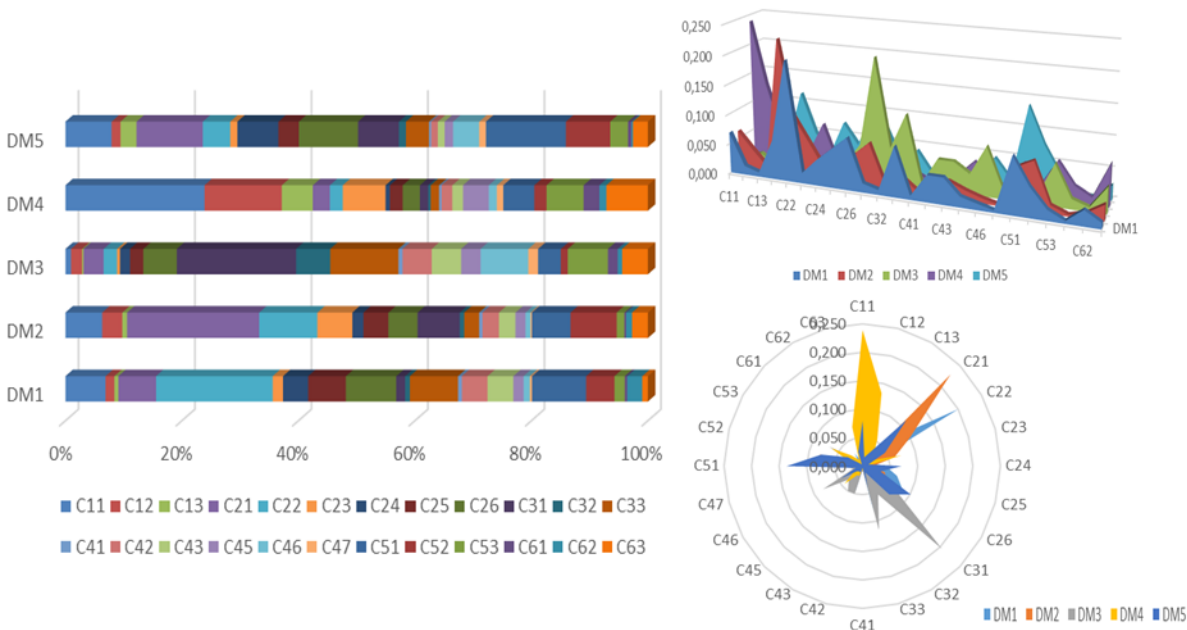 DM5
DM4
DM3
DM2
DM1
0% 20% 40% 60% 80% 100%
C11 C12 C13 C21 C22 C23 C24 C25 C26 C31 C32 C33
C41 C42 C43 C45 C46 C47 C51 C52 C53 C61 C62 C63
0,250
0,200
0,150
0,100
0,050
0,000
C11 C13 C22 C24 C26 C32 C41 C43 C46 C51 C53 C62
DM1
DM1 DM2 DM3 DM4 DM5
C11
C12
C13
C21
C22
C23
C24
C25
C26
C31
C32
C33
C41
C42
C43
C45
C46
C47
C51
C52
C53
C61
C62
C63
0,250
0,200
0,150
0,100
0,050
0,000
DM1 DM2 DM3 DM4 DM5